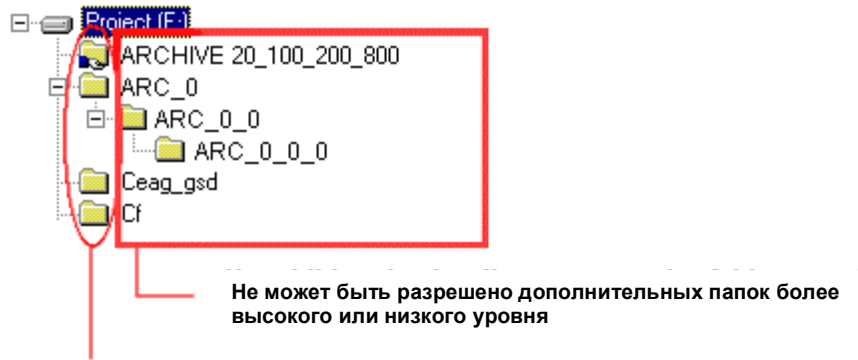 Project (F:)
ARCHIVE 20_100_200_800
ARC_0
ARC_0_0
ARC_0_0_0
Ceag_gsd
Cf
Не может быть разрешено дополнительных папок более
высокого или низкого уровня